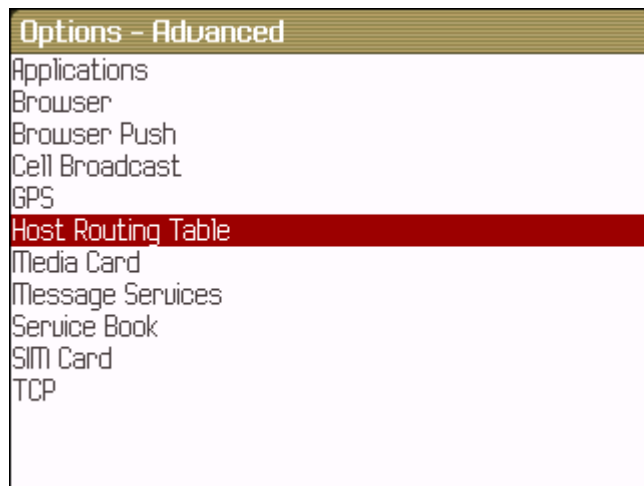 Options - Advanced
Applications
Browser
Browser Push
Cell Broadcast
GPS
Host Routing Table
Media Card
Message Services
Service Book
SIM Card
TCP